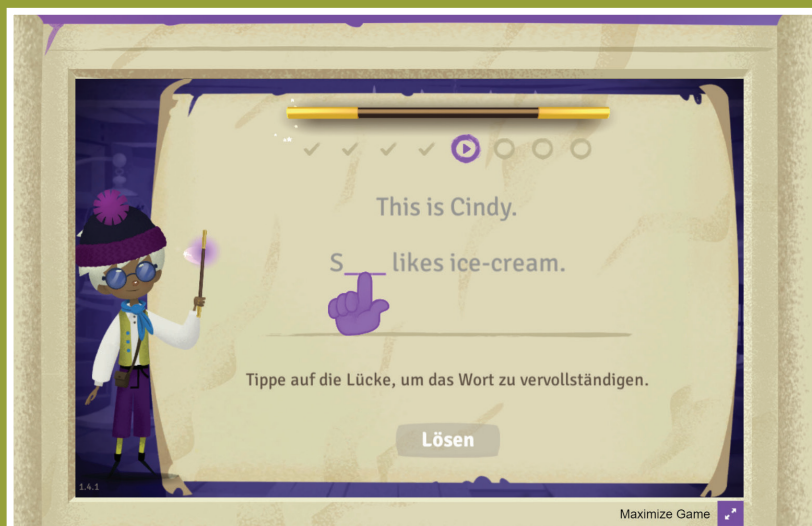 This is Cindy.
S___ likes ice-cream.
Tippe auf die Lücke, um das Wort zu vervollständigen.
Lösen
1.4.1
Maximize Game